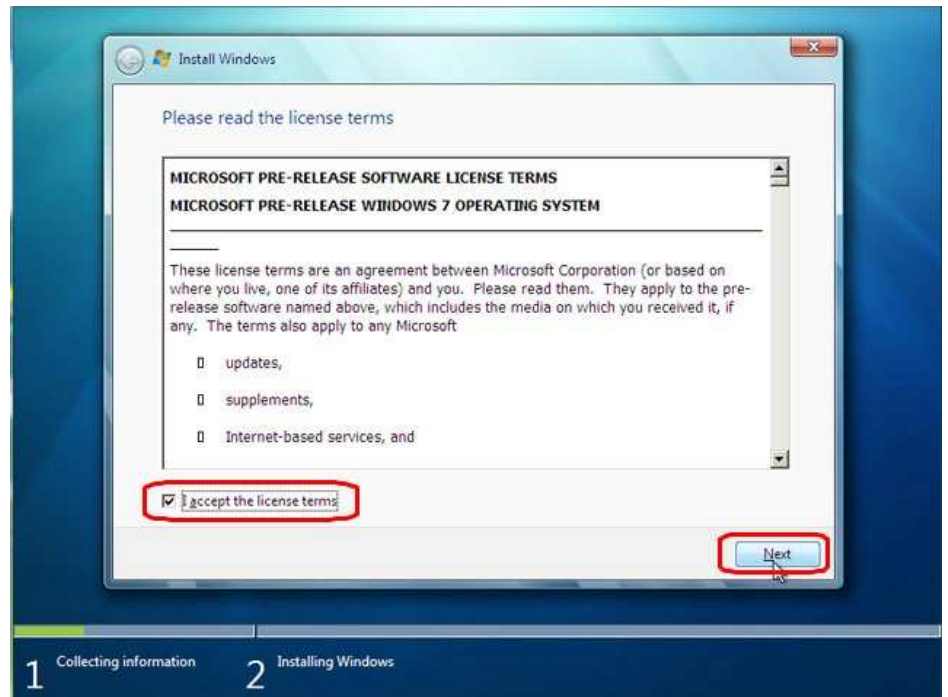 Install Windows
Please read the license terms
MICROSOFT PRE-RELEASE SOFTWARE LICENSE TERMS
MICROSOFT PRE-RELEASE WINDOWS 7 OPERATING SYSTEM
These license terms are an agreement between Microsoft Corporation (or based on
where you live, one of its affiliates) and you.  Please read them.  They apply to the pre-
release software named above, which includes the media on which you received it, if
any.  The terms also apply to any Microsoft
updates,
supplements,
Internet-based services, and
I accept the license terms
Next
1 Collecting information
2 Installing Windows